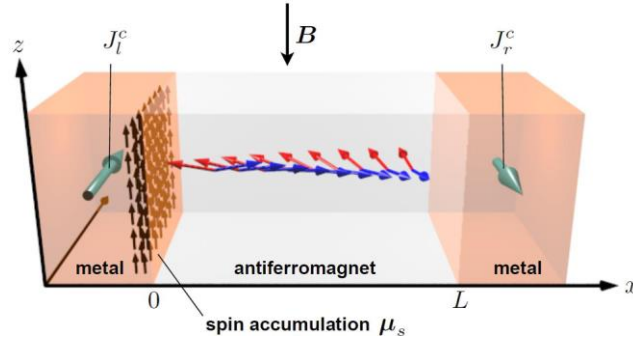 B
J_l^c
J_r^c
z
metal
antiferromagnet
metal
x
0
L
spin accumulation μ_s